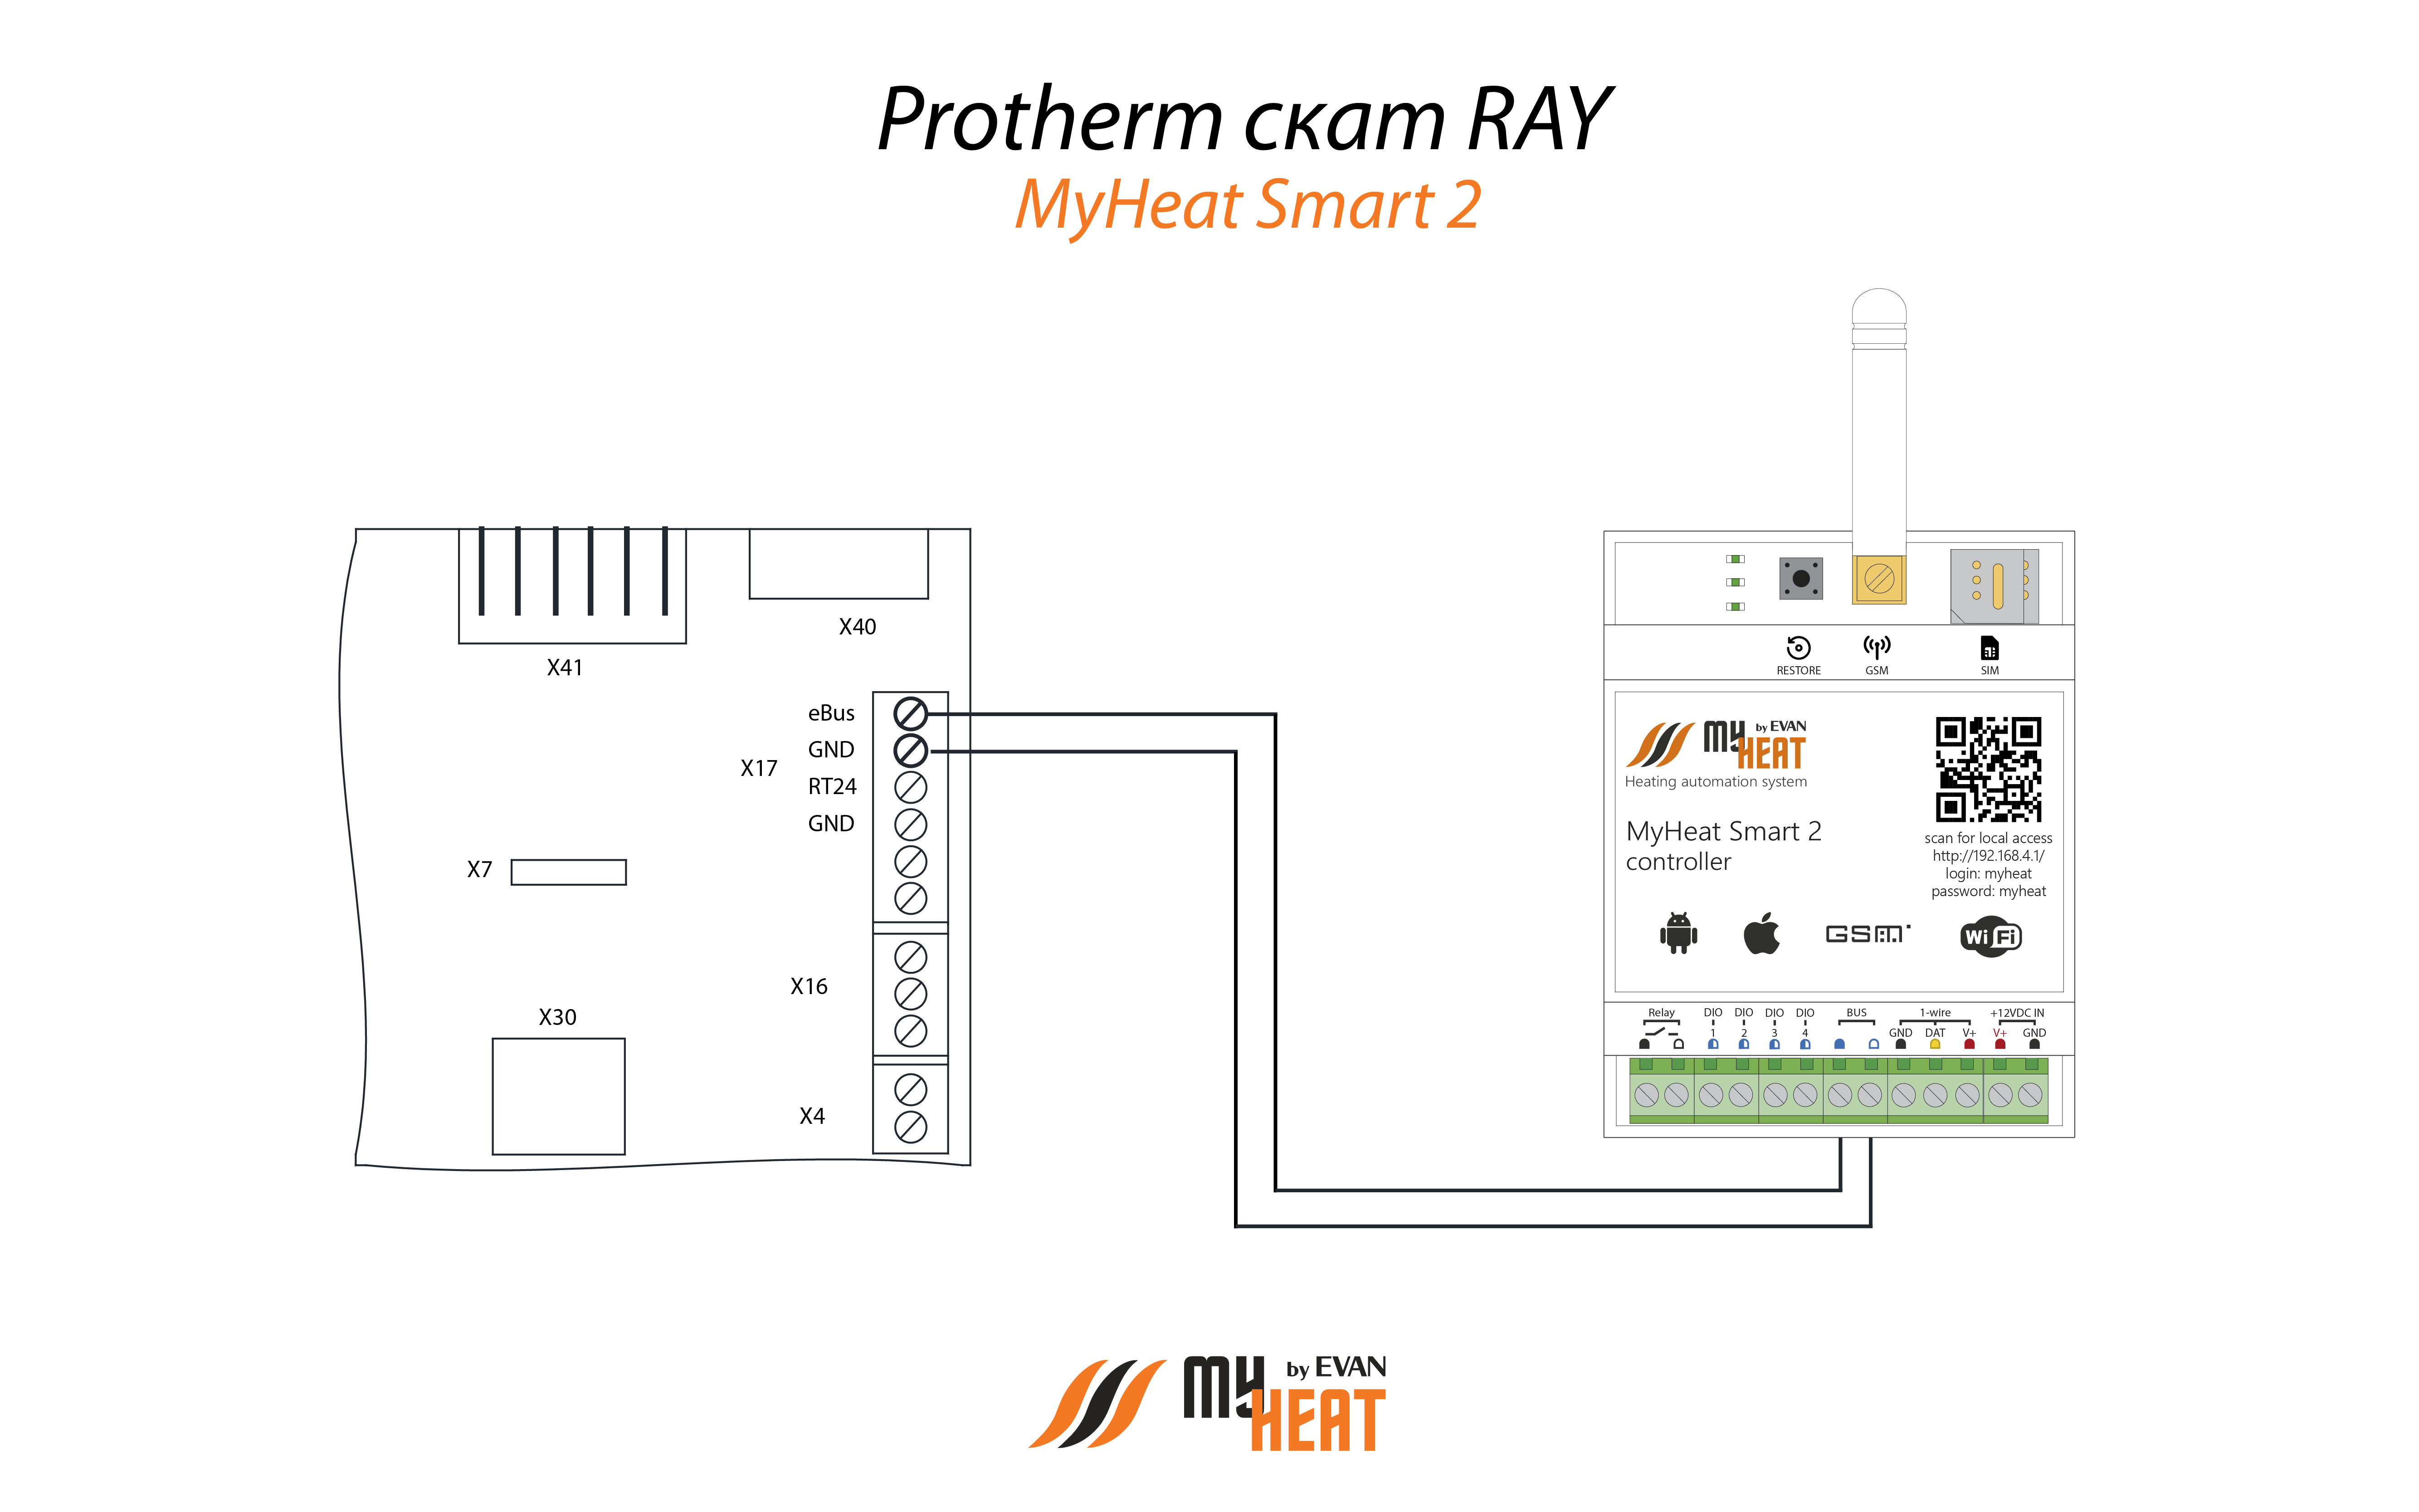 Protherm скат RAY
MyHeat Smart 2
X41
X40
X17
eBus
GND
RT24
GND
X7
X16
X30
X4
RESTORE
GSM
SIM
MY by EVAN
HEAT
Heating automation system
MyHeat Smart 2
controller
scan for local access
http://192.168.4.1/
login: myheat
password: myheat
GSM
WiFi
Relay DIO DIO DIO DIO BUS 1-wire +12VDC IN
1 2 3 4 GND DAT V+ V+ GND
MY by EVAN
HEAT